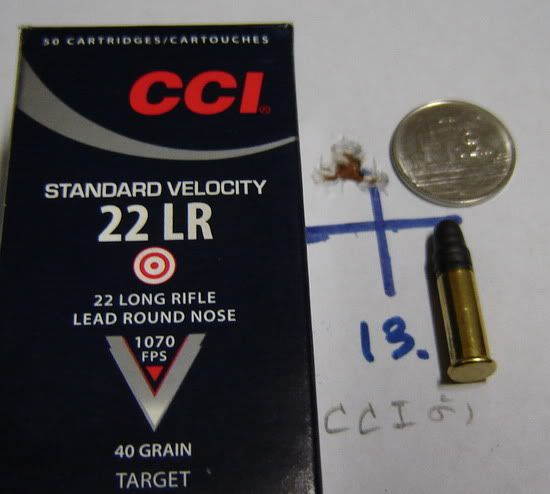 50 CARTRIDGES/CARTOUCHES
CCI®
STANDARD VELOCITY
22 LR
22 LONG RIFLE
LEAD ROUND NOSE
1070
FPS
40 GRAIN
TARGET
13.
CCI